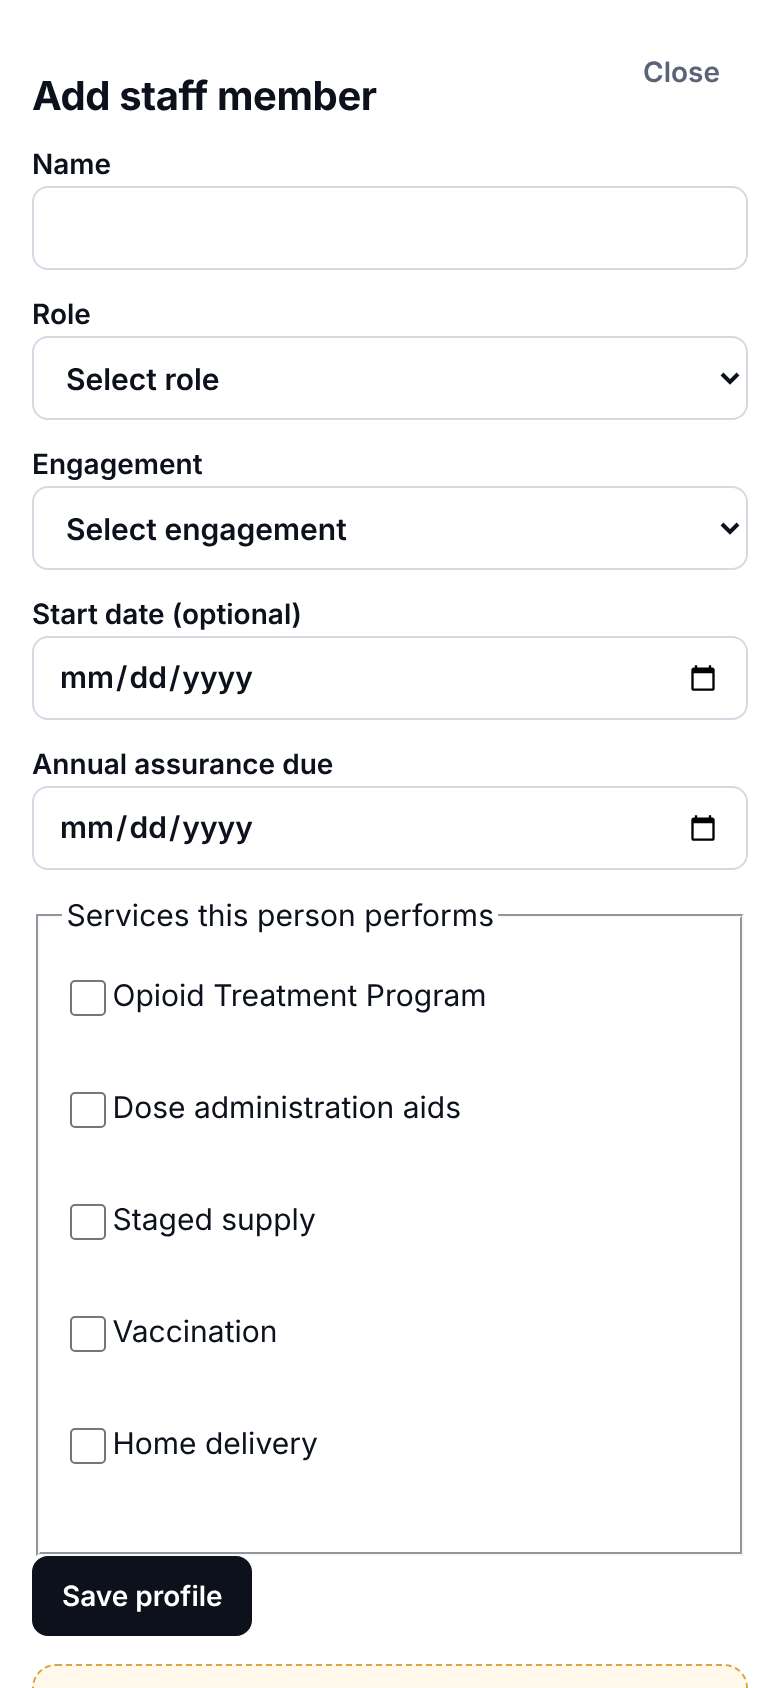 Close
Add staff member
Name
Role
Select role
Engagement
Select engagement
Start date (optional)
mm/dd/yyyy
Annual assurance due
mm/dd/yyyy
Services this person performs
Opioid Treatment Program
Dose administration aids
Staged supply
Vaccination
Home delivery
Save profile